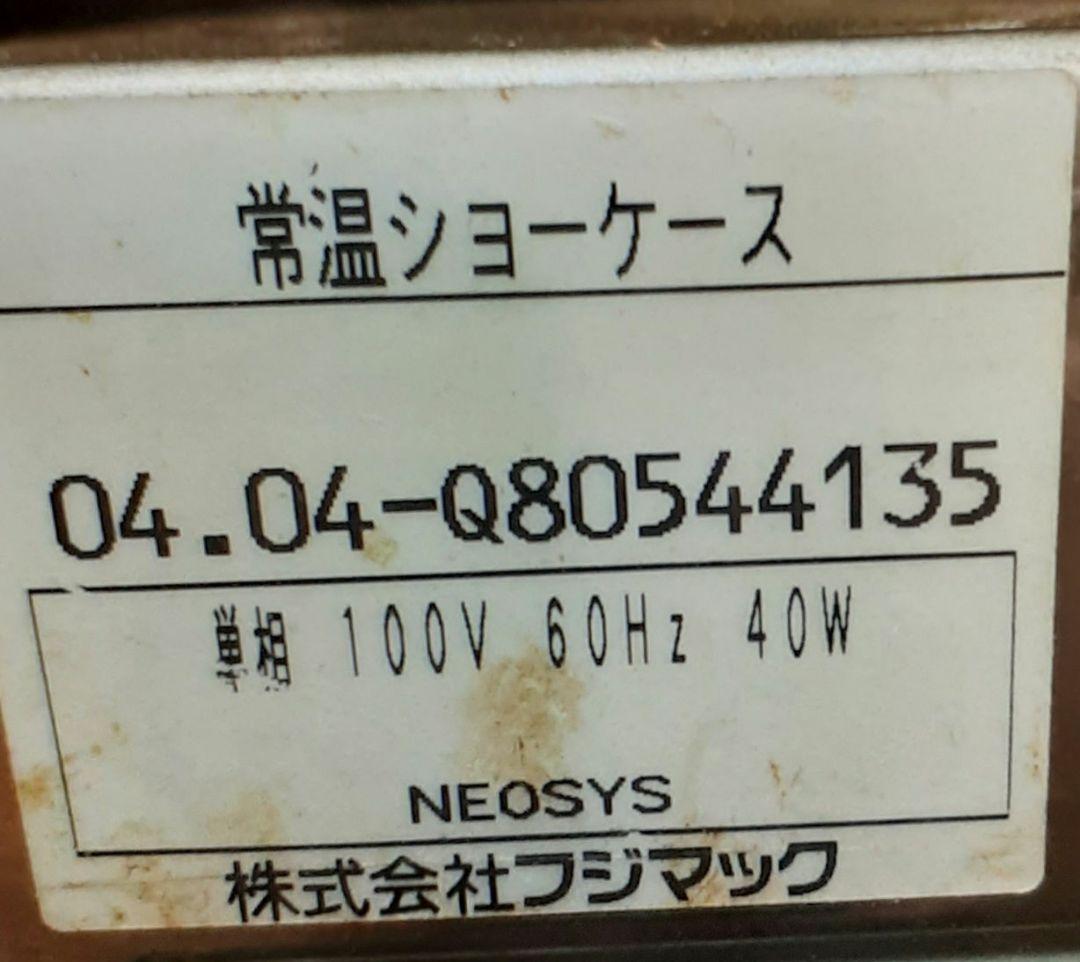 常温ショーケース
04.04-Q80544135
単相 100V 60Hz 40W
NEOSYS
株式会社フジマック